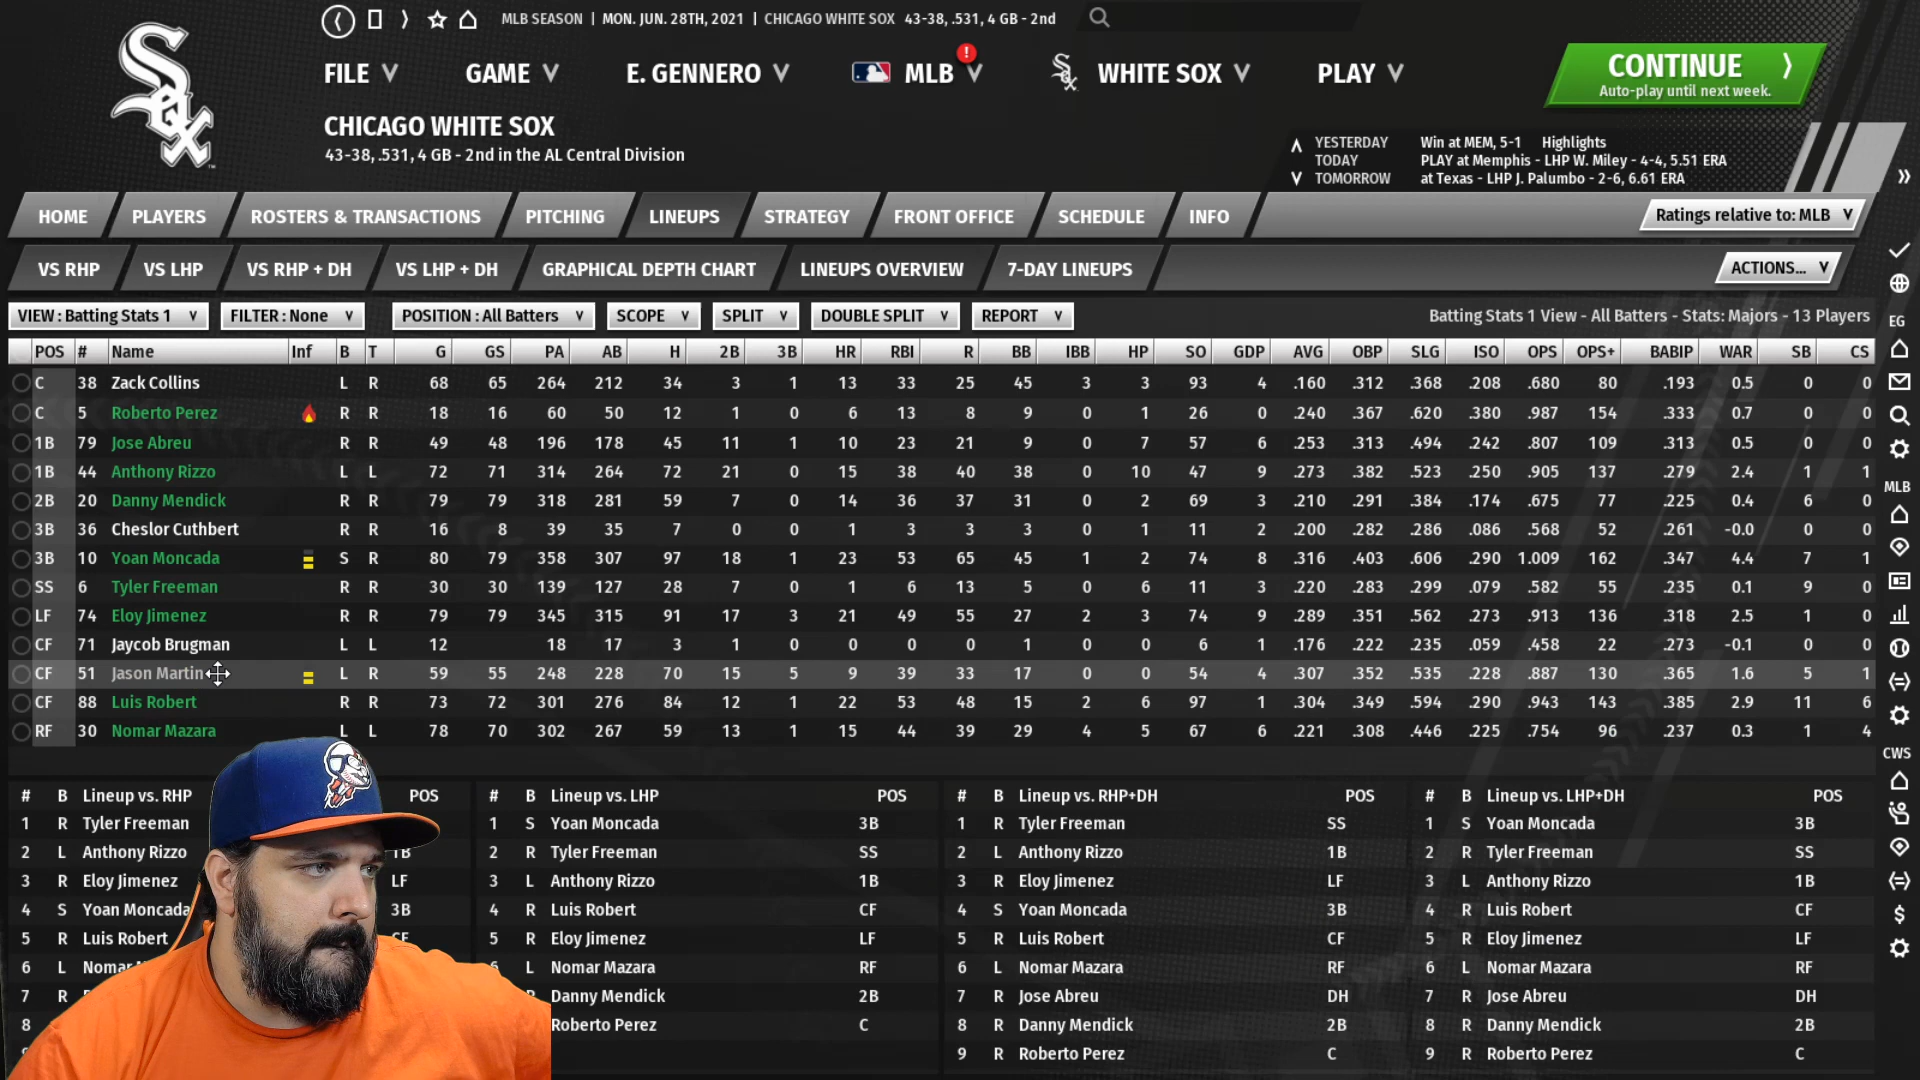 MLB SEASON | MON. JUN. 28TH, 2021 | CHICAGO WHITE SOX 43-38, .531, 4 GB - 2nd
FILE GAME E. GENNERO MLB ! WHITE SOX PLAY
CONTINUE
Auto-play until next week.
Sox
CHICAGO WHITE SOX
43-38, .531, 4 GB - 2nd in the AL Central Division
YESTERDAY Win at MEM, 5-1 Highlights
TODAY PLAY at Memphis - LHP W. Miley - 4-4, 5.51 ERA
TOMORROW at Texas - LHP J. Palumbo - 2-6, 6.61 ERA
HOME PLAYERS ROSTERS & TRANSACTIONS PITCHING LINEUPS STRATEGY FRONT OFFICE SCHEDULE INFO Ratings relative to: MLB
VS RHP VS LHP VS RHP + DH VS LHP + DH GRAPHICAL DEPTH CHART LINEUPS OVERVIEW 7-DAY LINEUPS ACTIONS...
VIEW : Batting Stats 1 FILTER : None POSITION : All Batters SCOPE SPLIT DOUBLE SPLIT REPORT Batting Stats 1 View - All Batters - Stats: Majors - 13 Players
POS # Name Inf B T G GS PA AB H 2B 3B HR RBI R BB IBB HP SO GDP AVG OBP SLG ISO OPS OPS+ BABIP WAR SB CS
C 38 Zack Collins L R 68 65 264 212 34 3 1 13 33 25 45 3 3 93 4 .160 .312 .368 .208 .680 80 .193 0.5 0 0
C 5 Roberto Perez R R 18 16 60 50 12 1 0 6 13 8 9 0 1 26 0 .240 .367 .620 .380 .987 154 .333 0.7 0 0
1B 79 Jose Abreu R R 49 48 196 178 45 11 1 10 23 21 9 0 7 57 6 .253 .313 .494 .242 .807 109 .313 0.5 0 0
1B 44 Anthony Rizzo L L 72 71 314 264 72 21 0 15 38 40 38 0 10 47 9 .273 .382 .523 .250 .905 137 .279 2.4 1 1
2B 20 Danny Mendick R R 79 79 318 281 59 7 0 14 36 37 31 0 2 69 3 .210 .291 .384 .174 .675 77 .225 0.4 6 0
3B 36 Cheslor Cuthbert R R 16 8 39 35 7 0 0 1 3 3 3 0 1 11 2 .200 .282 .286 .086 .568 52 .261 -0.0 0 0
3B 10 Yoan Moncada S R 80 79 358 307 97 18 1 23 53 65 45 1 2 74 8 .316 .403 .606 .290 1.009 162 .347 4.4 7 1
SS 6 Tyler Freeman R R 30 30 139 127 28 7 0 1 6 13 5 0 6 11 3 .220 .283 .299 .079 .582 55 .235 0.1 9 0
LF 74 Eloy Jimenez R R 79 79 345 315 91 17 3 21 49 55 27 2 3 74 9 .289 .351 .562 .273 .913 136 .318 2.5 1 0
CF 71 Jaycob Brugman L L 12 18 17 3 1 0 0 0 0 1 0 0 6 1 .176 .222 .235 .059 .458 22 .273 -0.1 0 0
CF 51 Jason Martin L R 59 55 248 228 70 15 5 9 39 33 17 0 0 54 4 .307 .352 .535 .228 .887 130 .365 1.6 5 1
CF 88 Luis Robert R R 73 72 301 276 84 12 1 22 53 48 15 2 6 97 1 .304 .349 .594 .290 .943 143 .385 2.9 11 6
RF 30 Nomar Mazara L L 78 70 302 267 59 13 1 15 44 39 29 4 5 67 6 .221 .308 .446 .225 .754 96 .237 0.3 1 4
# B Lineup vs. RHP POS # B Lineup vs. LHP POS # B Lineup vs. RHP+DH POS # B Lineup vs. LHP+DH POS
1 R Tyler Freeman 1 S Yoan Moncada 3B 1 R Tyler Freeman SS 1 S Yoan Moncada 3B
2 L Anthony Rizzo 1B 2 R Tyler Freeman SS 2 L Anthony Rizzo 1B 2 R Tyler Freeman SS
3 R Eloy Jimenez LF 3 L Anthony Rizzo 1B 3 R Eloy Jimenez LF 3 L Anthony Rizzo 1B
4 S Yoan Moncada 3B 4 R Luis Robert CF 4 S Yoan Moncada 3B 4 R Luis Robert CF
5 R Luis Robert CF 5 R Eloy Jimenez LF 5 R Luis Robert CF 5 R Eloy Jimenez LF
6 L 6 L Nomar Mazara RF 6 L Nomar Mazara RF 6 L Nomar Mazara RF
7 R Danny Mendick 2B 7 R Jose Abreu DH 7 R Jose Abreu DH
8 Roberto Perez C 8 R Danny Mendick 2B 8 R Danny Mendick 2B
9 R Roberto Perez C 9 R Roberto Perez C
EG
MLB
CWS